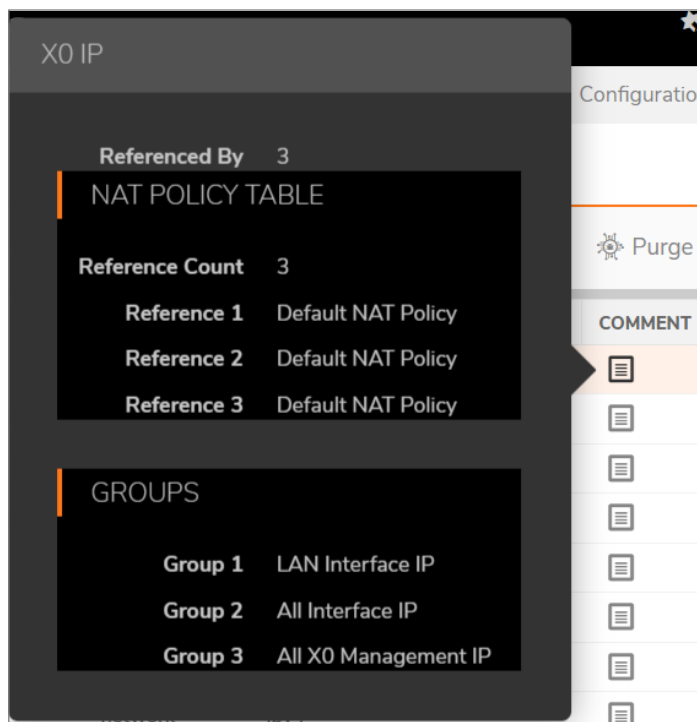 X0 IP
Configuratio
Referenced By 3
NAT POLICY TABLE
Purge
Reference Count 3
Reference 1 Default NAT Policy
COMMENT
Reference 2 Default NAT Policy
Reference 3 Default NAT Policy
GROUPS
Group 1 LAN Interface IP
Group 2 All Interface IP
Group 3 All X0 Management IP